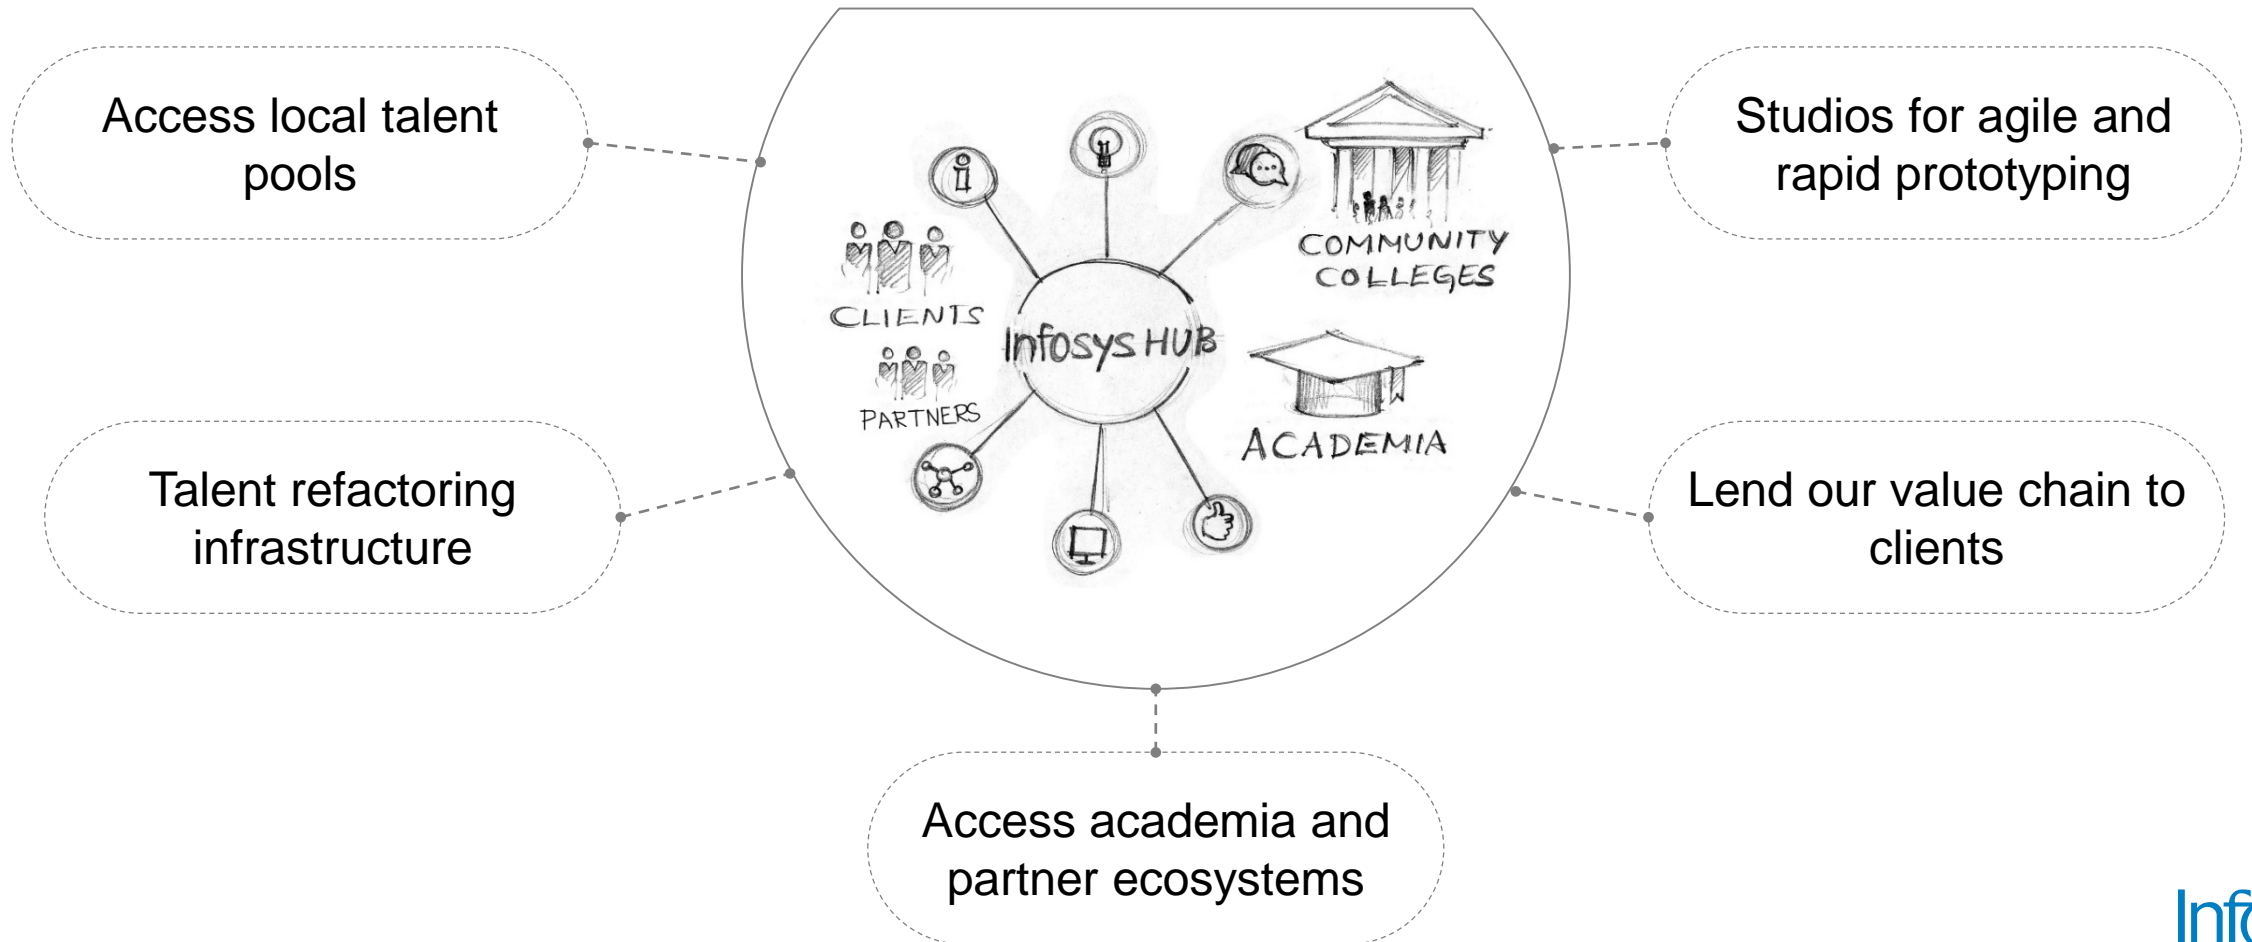 Access local talent
pools
Studios for agile and
rapid prototyping
COMMUNITY
COLLEGES
CLIENTS
Infosys HUB
PARTNERS
ACADEMIA
Talent refactoring
infrastructure
Lend our value chain to
clients
Access academia and
partner ecosystems